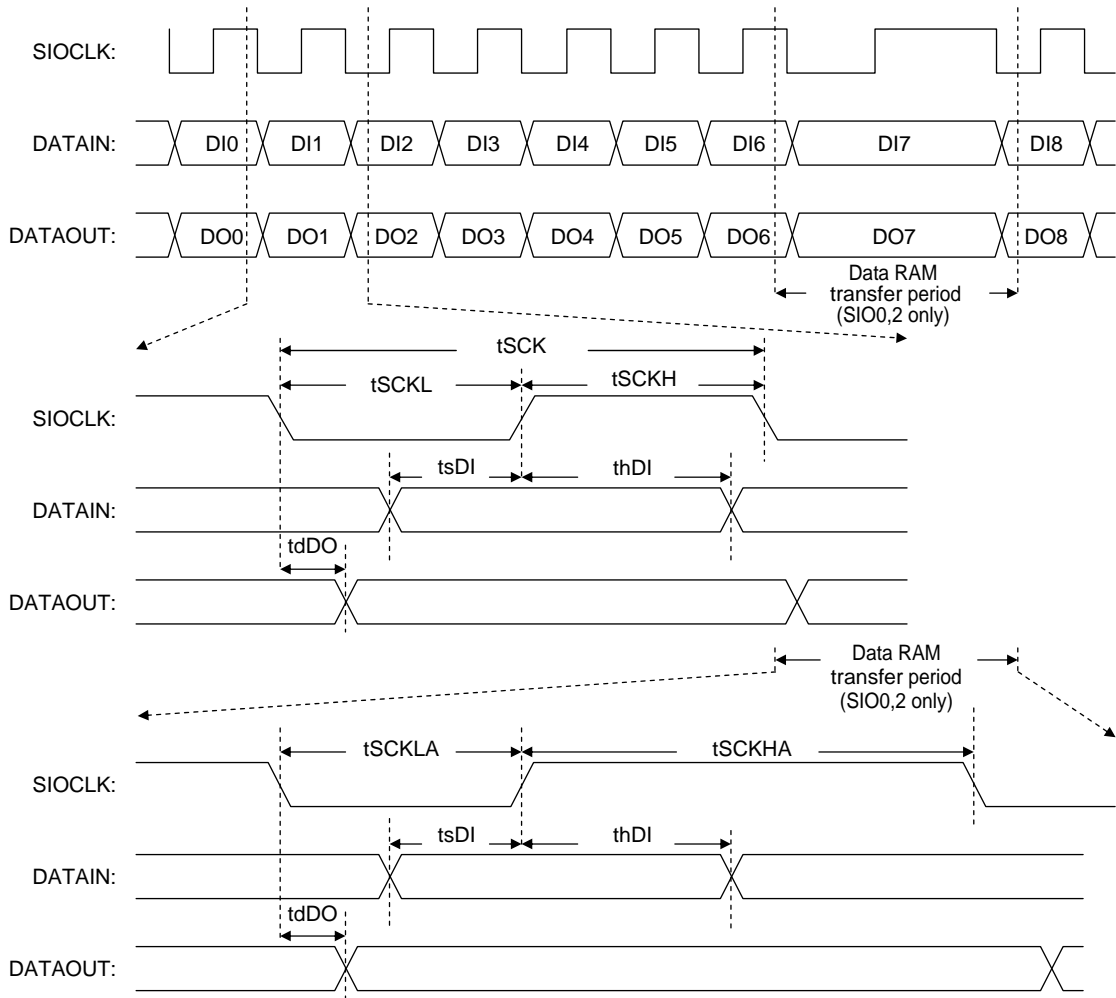 SIOCLK:
DATAIN: DI0 DI1 DI2 DI3 DI4 DI5 DI6 DI7 DI8
DATAOUT: DO0 DO1 DO2 DO3 DO4 DO5 DO6 DO7 DO8
Data RAM
transfer period
(SIO0,2 only)
tSCK
tSCKL tSCKH
SIOCLK:
tsDI thDI
DATAIN:
tdDO
DATAOUT:
Data RAM
transfer period
(SIO0,2 only)
tSCKLA tSCKHA
SIOCLK:
tsDI thDI
DATAIN:
tdDO
DATAOUT: